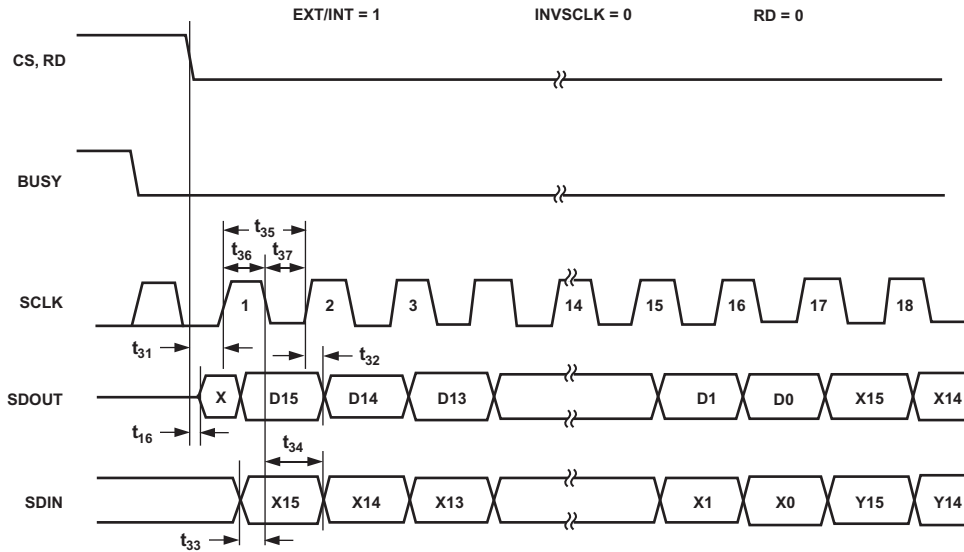 EXT/INT = 1 INVSCLK = 0 RD = 0
CS, RD
BUSY
t35
t36 t37
SCLK 1 2 3 14 15 16 17 18
t31 t32
SDOUT X D15 D14 D13 D1 D0 X15 X14
t16 t34
SDIN X15 X14 X13 X1 X0 Y15 Y14
t33